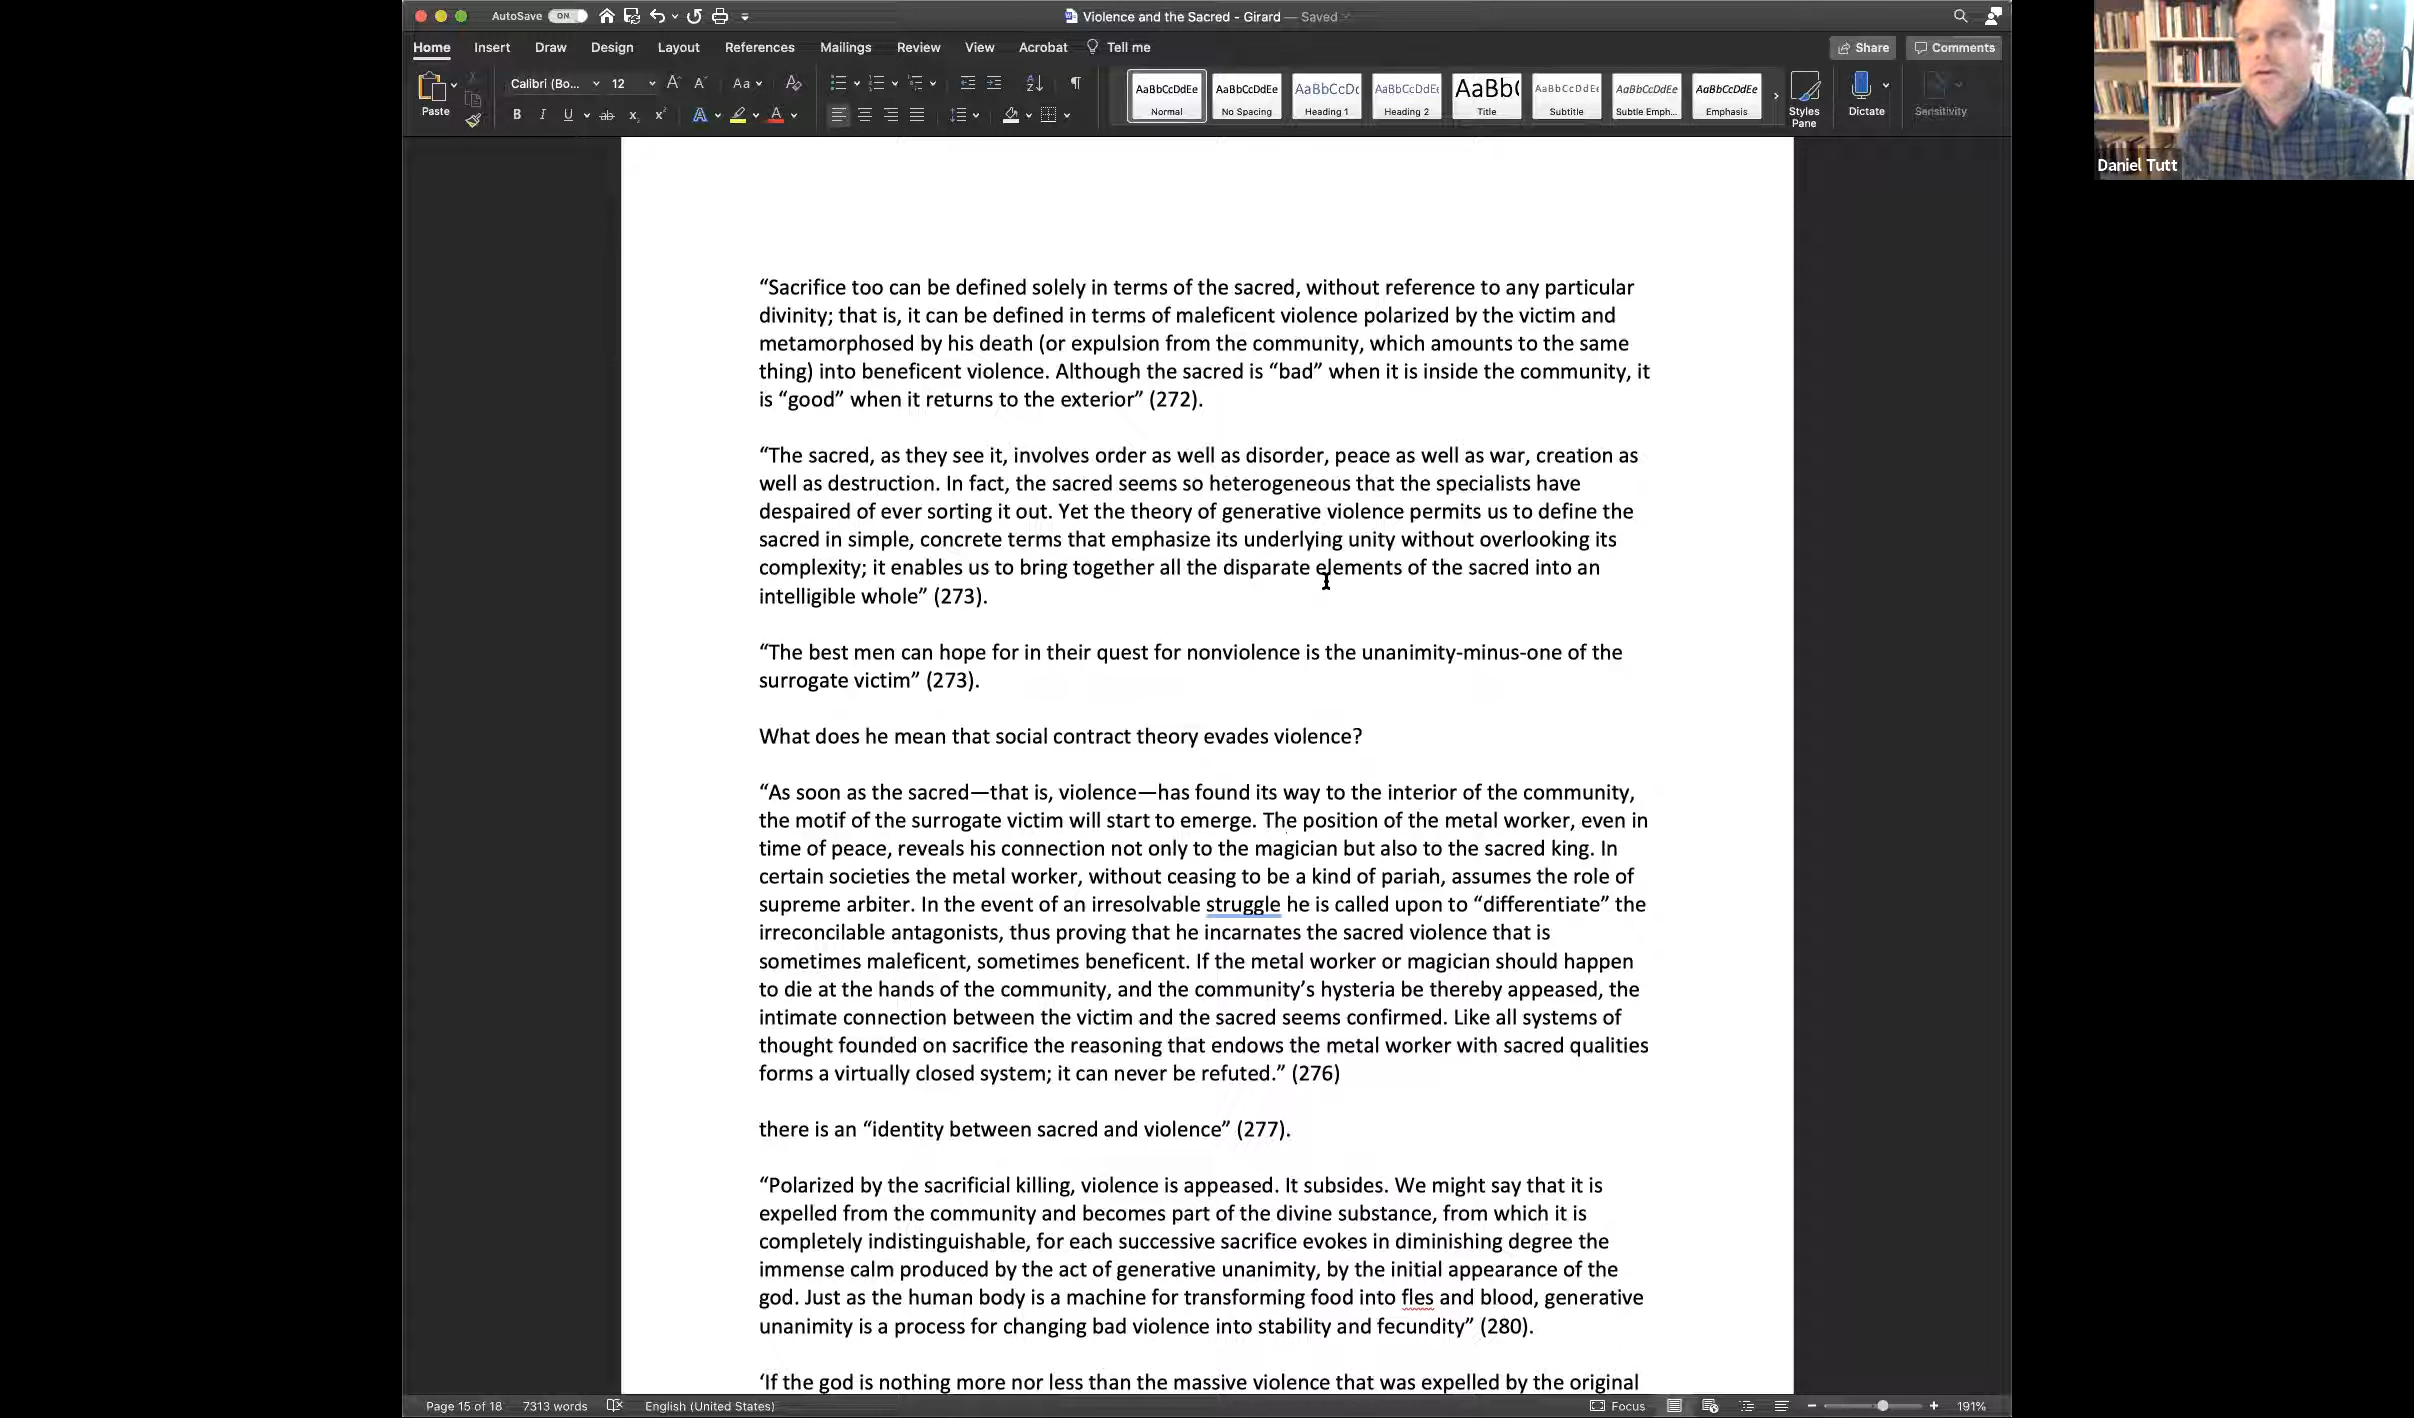 AutoSave ON
Violence and the Sacred - Girard — Saved
Home Insert Draw Design Layout References Mailings Review View Acrobat Tell me
Share Comments
Paste
Calibri (Bo... 12
AaBbCcDdEe AaBbCcDdEe AaBbCcDc AaBbCcDdEe AaBb( AaBbCcDdEe AaBbCcDdEe AaBbCcDdEe
Normal No Spacing Heading 1 Heading 2 Title Subtitle Subtle Emph... Emphasis
Styles Pane
Dictate
Sensitivity
Daniel Tutt
“Sacrifice too can be defined solely in terms of the sacred, without reference to any particular
divinity; that is, it can be defined in terms of maleficent violence polarized by the victim and
metamorphosed by his death (or expulsion from the community, which amounts to the same
thing) into beneficent violence. Although the sacred is “bad” when it is inside the community, it
is “good” when it returns to the exterior” (272).
“The sacred, as they see it, involves order as well as disorder, peace as well as war, creation as
well as destruction. In fact, the sacred seems so heterogeneous that the specialists have
despaired of ever sorting it out. Yet the theory of generative violence permits us to define the
sacred in simple, concrete terms that emphasize its underlying unity without overlooking its
complexity; it enables us to bring together all the disparate elements of the sacred into an
intelligible whole” (273).
“The best men can hope for in their quest for nonviolence is the unanimity-minus-one of the
surrogate victim” (273).
What does he mean that social contract theory evades violence?
“As soon as the sacred—that is, violence—has found its way to the interior of the community,
the motif of the surrogate victim will start to emerge. The position of the metal worker, even in
time of peace, reveals his connection not only to the magician but also to the sacred king. In
certain societies the metal worker, without ceasing to be a kind of pariah, assumes the role of
supreme arbiter. In the event of an irresolvable struggle he is called upon to “differentiate” the
irreconcilable antagonists, thus proving that he incarnates the sacred violence that is
sometimes maleficent, sometimes beneficent. If the metal worker or magician should happen
to die at the hands of the community, and the community’s hysteria be thereby appeased, the
intimate connection between the victim and the sacred seems confirmed. Like all systems of
thought founded on sacrifice the reasoning that endows the metal worker with sacred qualities
forms a virtually closed system; it can never be refuted.” (276)
there is an “identity between sacred and violence” (277).
“Polarized by the sacrificial killing, violence is appeased. It subsides. We might say that it is
expelled from the community and becomes part of the divine substance, from which it is
completely indistinguishable, for each successive sacrifice evokes in diminishing degree the
immense calm produced by the act of generative unanimity, by the initial appearance of the
god. Just as the human body is a machine for transforming food into fles and blood, generative
unanimity is a process for changing bad violence into stability and fecundity” (280).
‘If the god is nothing more nor less than the massive violence that was expelled by the original
Page 15 of 18 7313 words English (United States) Focus 191%